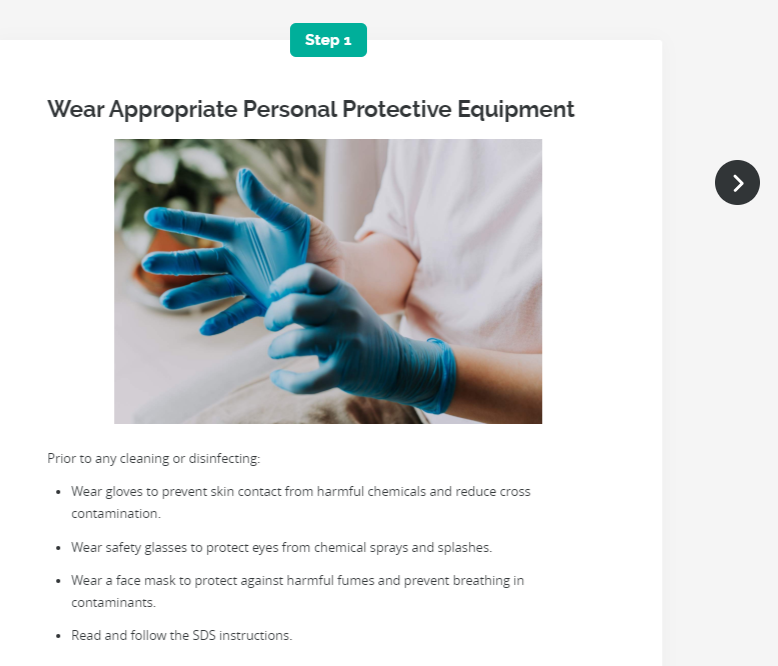 Step 1
Wear Appropriate Personal Protective Equipment
Prior to any cleaning or disinfecting:
• Wear gloves to prevent skin contact from harmful chemicals and reduce cross
contamination.
• Wear safety glasses to protect eyes from chemical sprays and splashes.
• Wear a face mask to protect against harmful fumes and prevent breathing in
contaminants.
• Read and follow the SDS instructions.